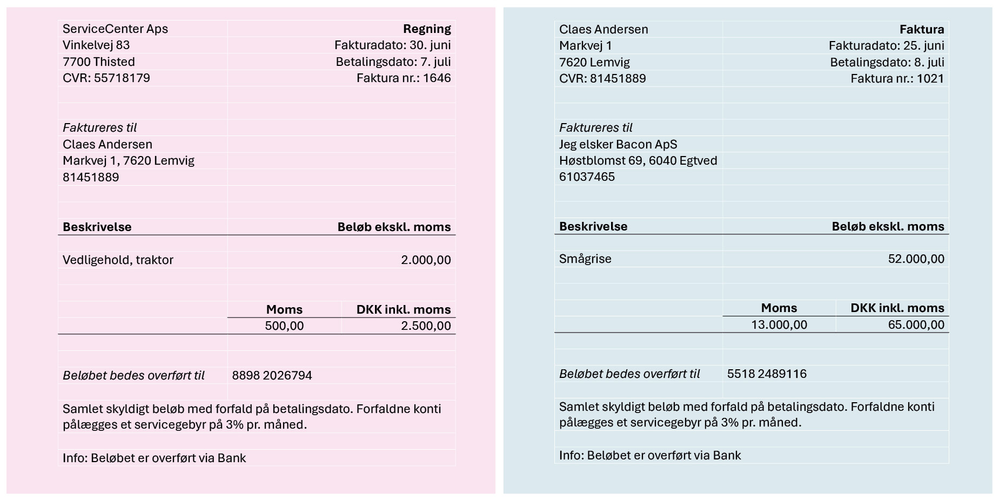 ServiceCenter Aps Regning
Vinkelvej 83 Fakturadato: 30. juni
7700 Thisted Betalingsdato: 7. juli
CVR: 55718179 Faktura nr.: 1646
Faktureres til
Claes Andersen
Markvej 1, 7620 Lemvig
81451889
Beskrivelse Beløb ekskl. moms
Vedligehold, traktor 2.000,00
Moms DKK inkl. moms
500,00 2.500,00
Beløbet bedes overført til 8898 2026794
Samlet skyldigt beløb med forfald på betalingsdato. Forfaldne konti
pålægges et servicegebyr på 3% pr. måned.
Info: Beløbet er overført via Bank
Claes Andersen Faktura
Markvej 1 Fakturadato: 25. juni
7620 Lemvig Betalingsdato: 8. juli
CVR: 81451889 Faktura nr.: 1021
Faktureres til
Jeg elsker Bacon ApS
Høstblomst 69, 6040 Egtved
61037465
Beskrivelse Beløb ekskl. moms
Smågrise 52.000,00
Moms DKK inkl. moms
13.000,00 65.000,00
Beløbet bedes overført til 5518 2489116
Samlet skyldigt beløb med forfald på betalingsdato. Forfaldne konti
pålægges et servicegebyr på 3% pr. måned.
Info: Beløbet er overført via Bank